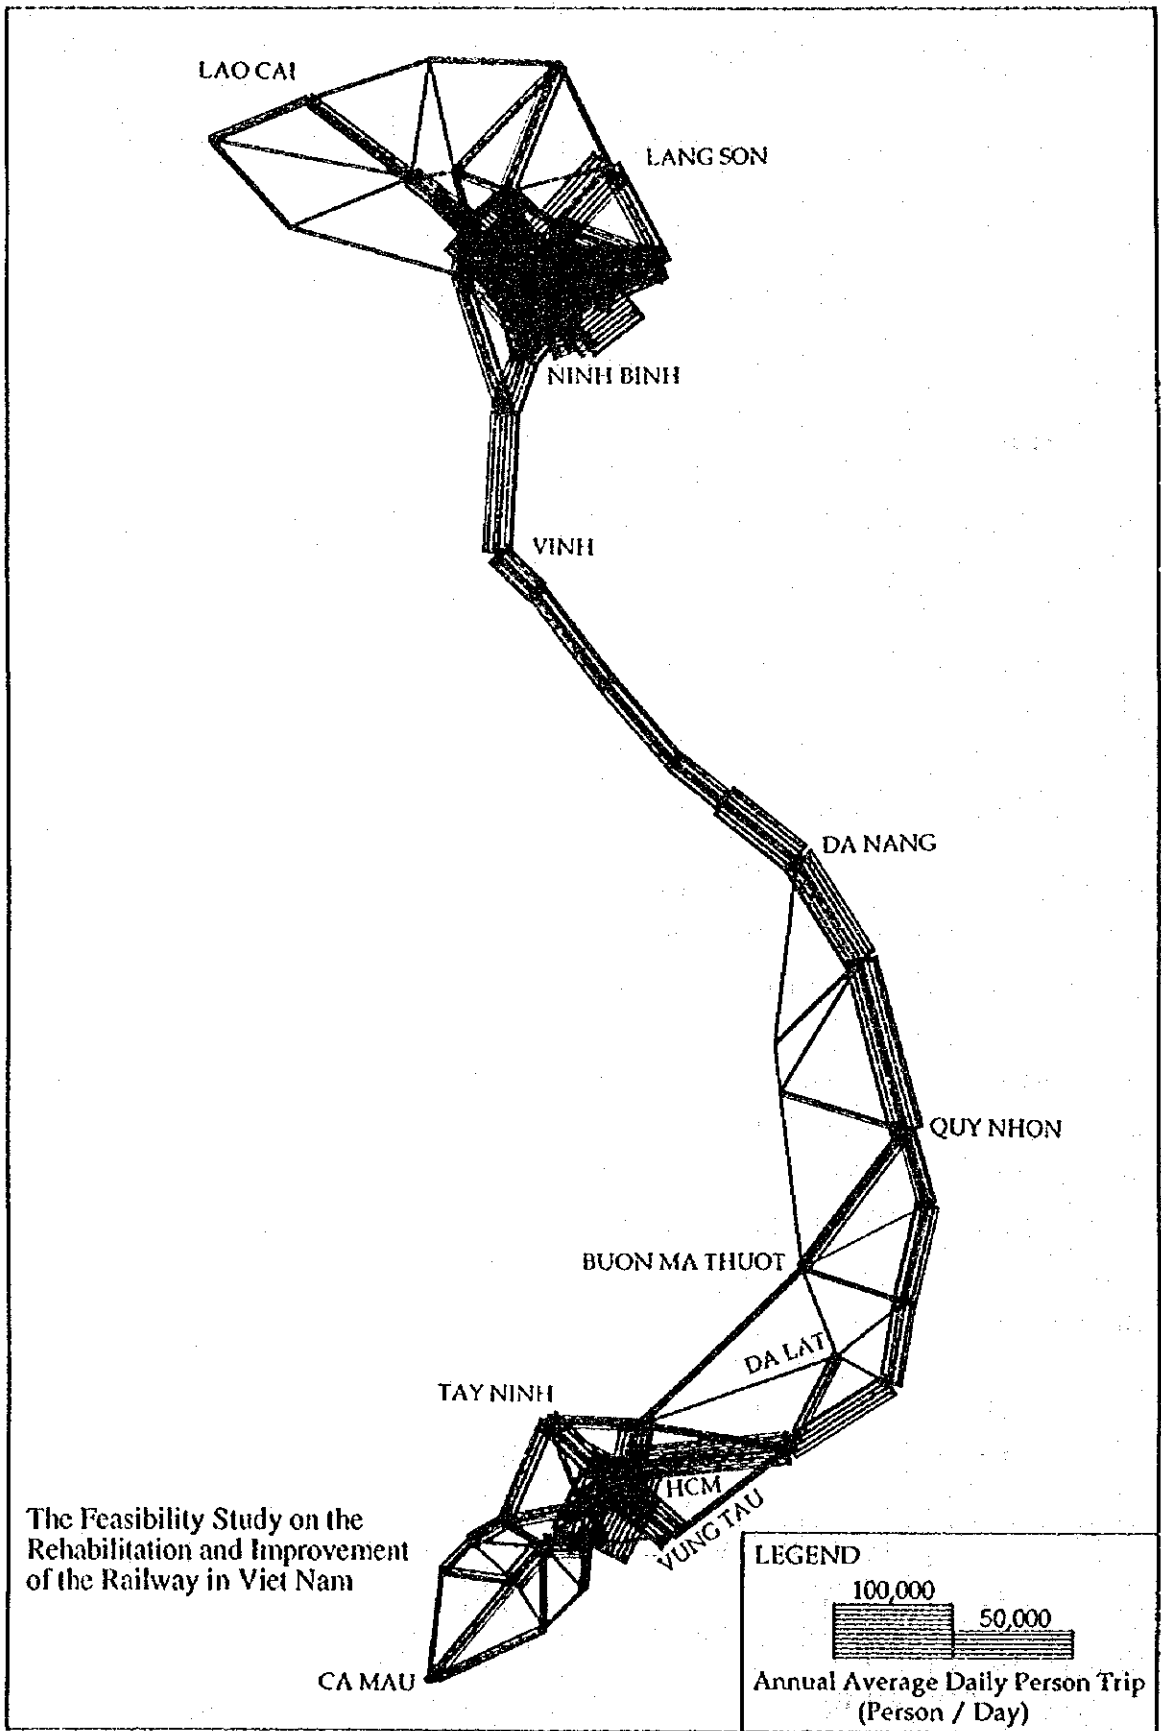 LAO CAI
LANG SON
NINH BINH
VINH
DA NANG
QUY NHON
BUON MA THUOT
DA LAT
TAY NINH
HCM
VUNG TAU
The Feasibility Study on the
Rehabilitation and Improvement
of the Railway in Viet Nam
CA MAU
LEGEND
100,000
50,000
Annual Average Daily Person Trip
(Person / Day)